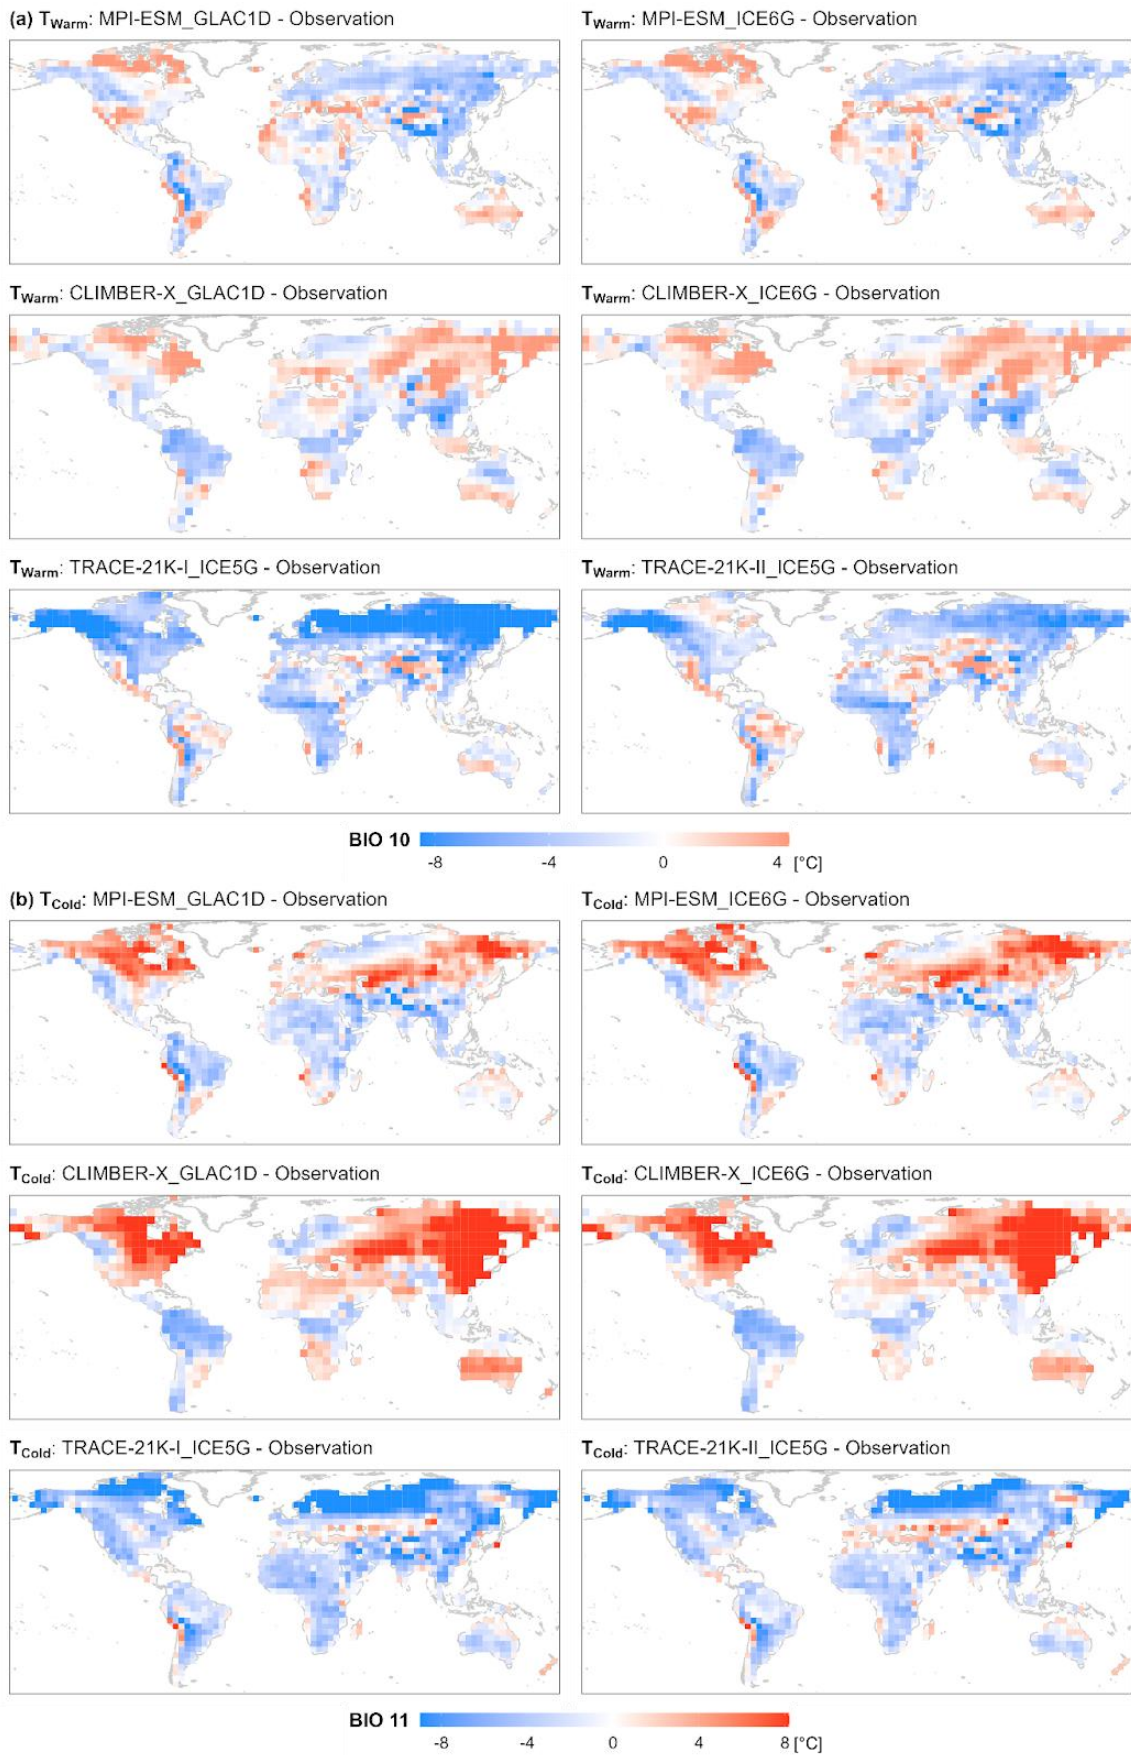 (a) TWarm: MPI-ESM_GLAC1D - Observation
TWarm: MPI-ESM_ICE6G - Observation
TWarm: CLIMBER-X_GLAC1D - Observation
TWarm: CLIMBER-X_ICE6G - Observation
TWarm: TRACE-21K-I_ICE5G - Observation
TWarm: TRACE-21K-II_ICE5G - Observation
BIO 10
-8 -4 0 4 [°C]
(b) TCold: MPI-ESM_GLAC1D - Observation
TCold: MPI-ESM_ICE6G - Observation
TCold: CLIMBER-X_GLAC1D - Observation
TCold: CLIMBER-X_ICE6G - Observation
TCold: TRACE-21K-I_ICE5G - Observation
TCold: TRACE-21K-II_ICE5G - Observation
BIO 11
-8 -4 0 4 8 [°C]